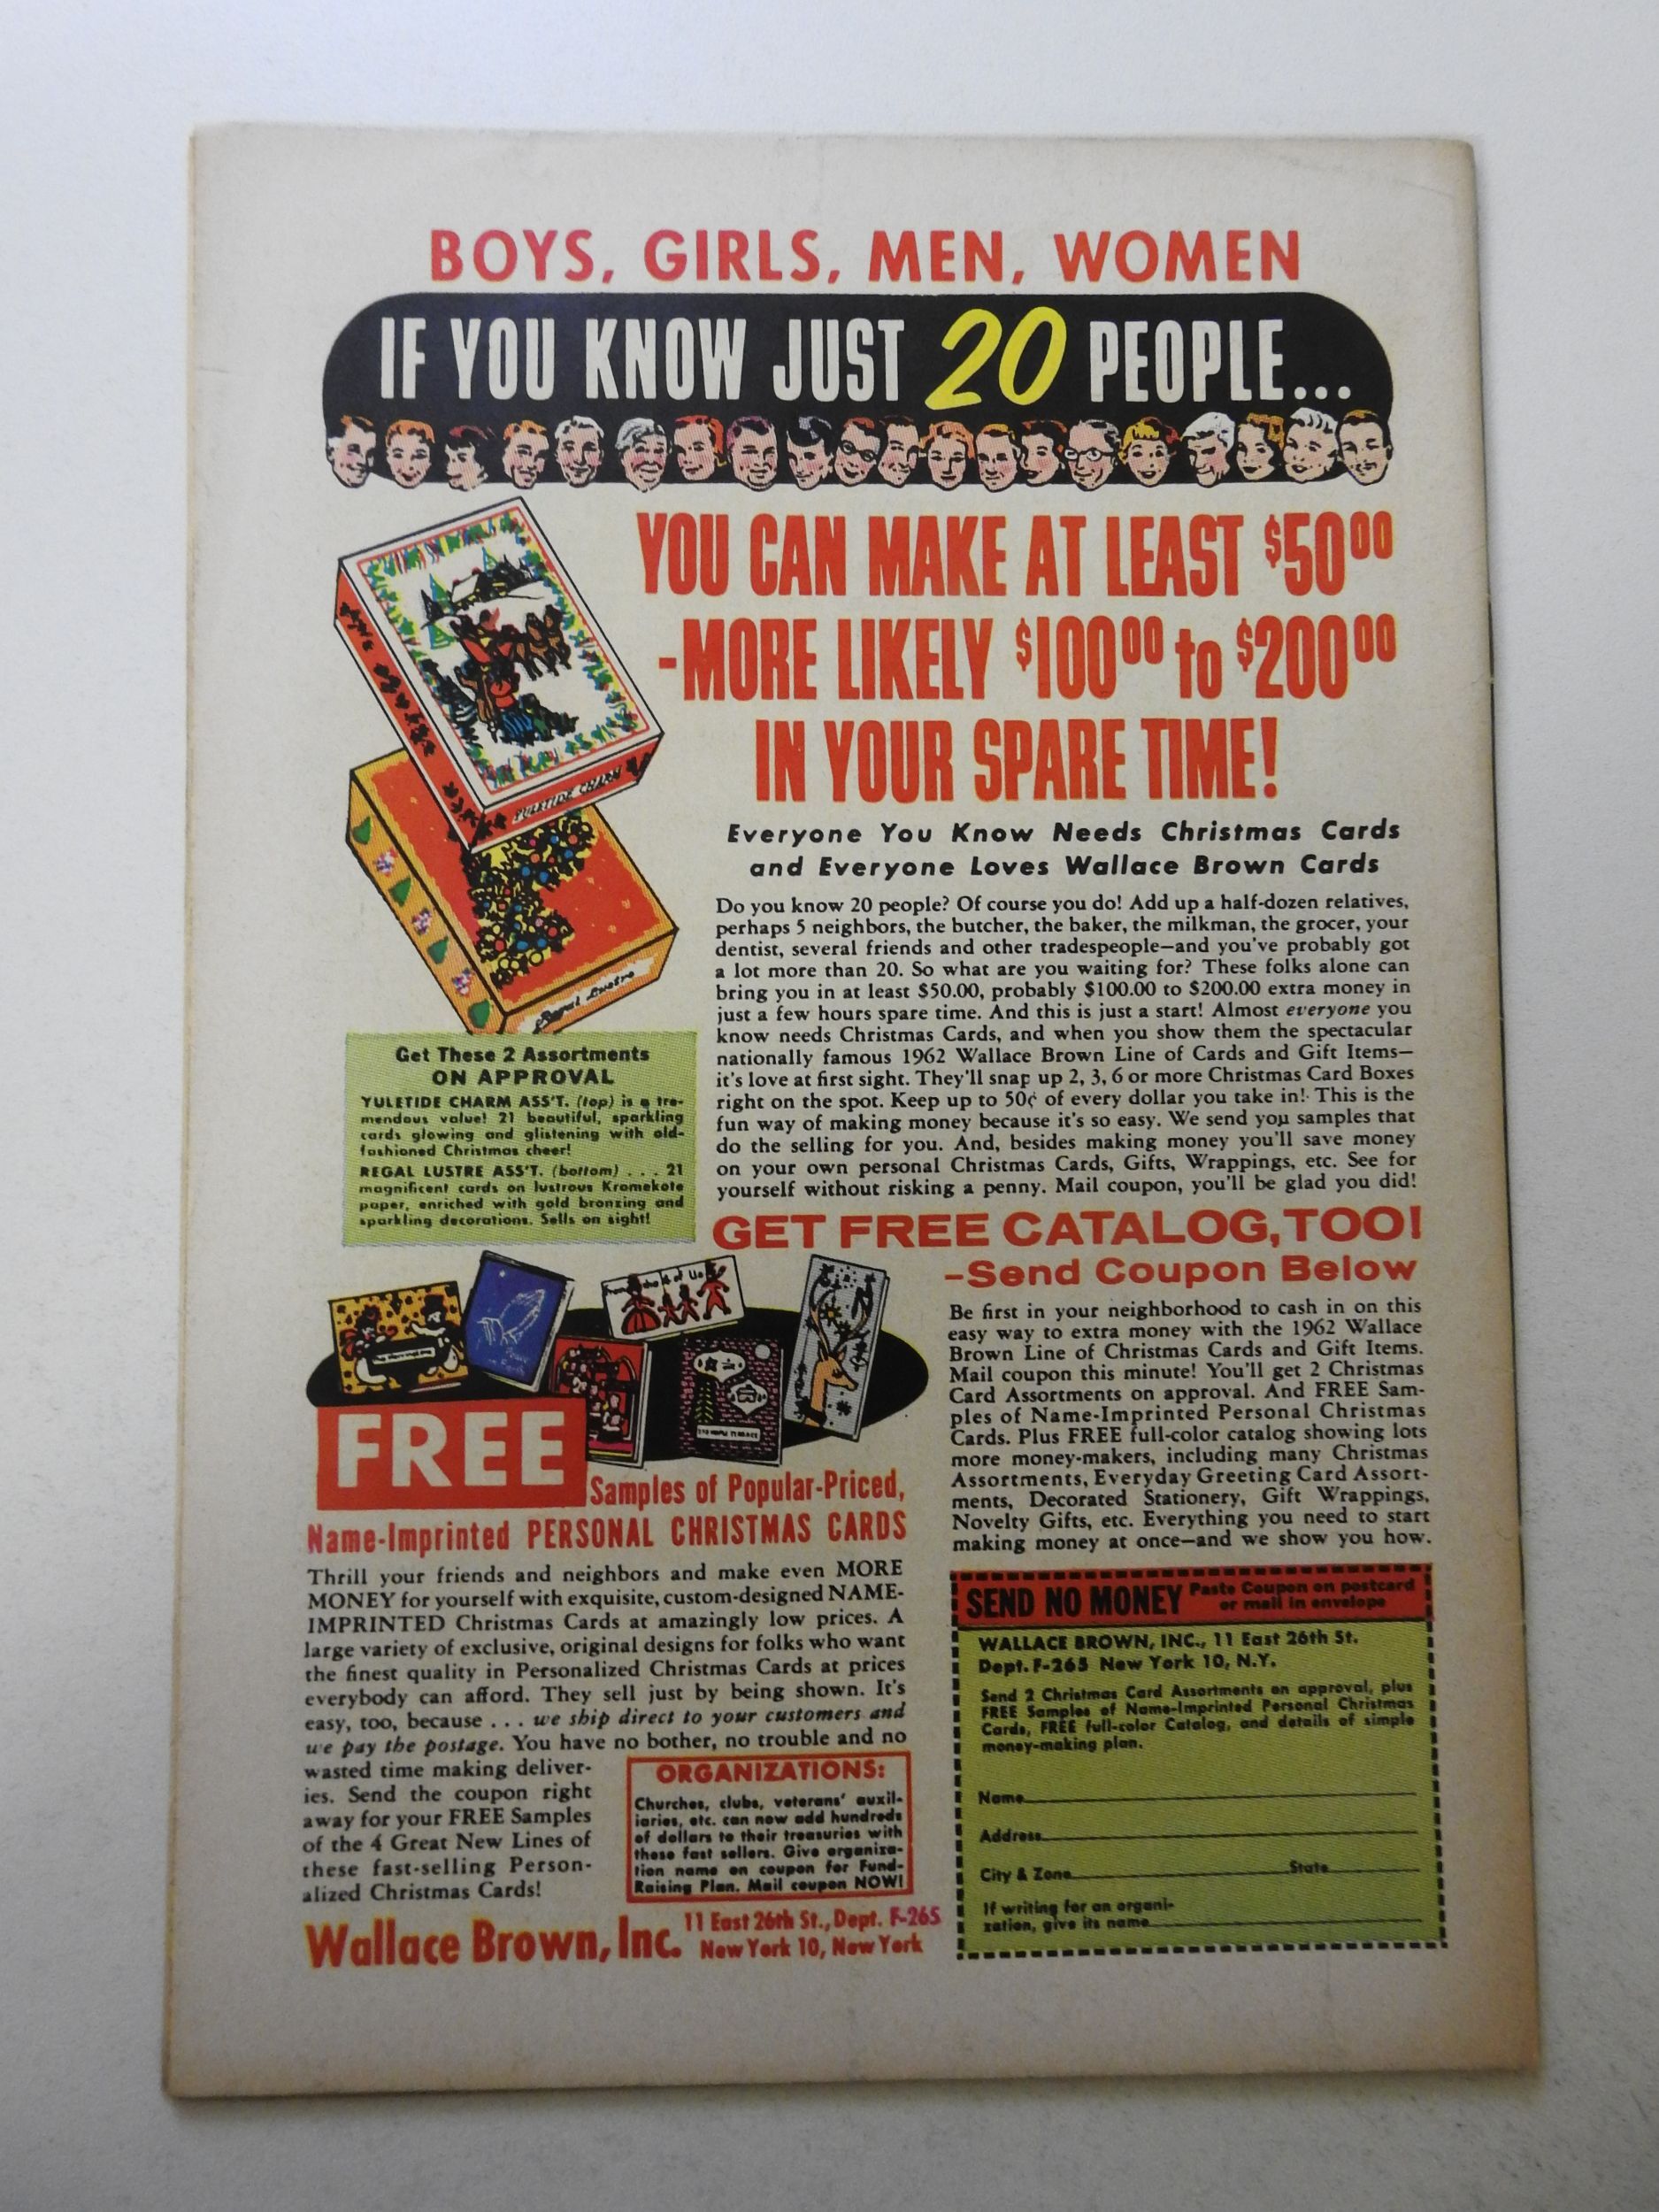 BOYS, GIRLS, MEN, WOMEN
IF YOU KNOW JUST 20 PEOPLE...
YOU CAN MAKE AT LEAST $50⁰⁰
-MORE LIKELY $100⁰⁰ to $200⁰⁰
IN YOUR SPARE TIME!
YULETIDE CHARM
Regal Lustre
Everyone You Know Needs Christmas Cards
and Everyone Loves Wallace Brown Cards
Do you know 20 people? Of course you do! Add up a half-dozen relatives,
perhaps 5 neighbors, the butcher, the baker, the milkman, the grocer, your
dentist, several friends and other tradespeople—and you've probably got
a lot more than 20. So what are you waiting for? These folks alone can
bring you in at least $50.00, probably $100.00 to $200.00 extra money in
just a few hours spare time. And this is just a start! Almost everyone you
know needs Christmas Cards, and when you show them the spectacular
nationally famous 1962 Wallace Brown Line of Cards and Gift Items—
it's love at first sight. They'll snap up 2, 3, 6 or more Christmas Card Boxes
right on the spot. Keep up to 50¢ of every dollar you take in! This is the
fun way of making money because it's so easy. We send you samples that
do the selling for you. And, besides making money you'll save money
on your own personal Christmas Cards, Gifts, Wrappings, etc. See for
yourself without risking a penny. Mail coupon, you'll be glad you did!
Get These 2 Assortments
ON APPROVAL
YULETIDE CHARM ASS'T. (top) is a tre-
mendous value! 21 beautiful, sparkling
cards glowing and glistening with old-
fashioned Christmas cheer!
REGAL LUSTRE ASS'T. (bottom) . . . 21
magnificent cards on lustrous Kromekote
paper, enriched with gold bronzing and
sparkling decorations. Sells on sight!
GET FREE CATALOG, TOO!
-Send Coupon Below
Be first in your neighborhood to cash in on this
easy way to extra money with the 1962 Wallace
Brown Line of Christmas Cards and Gift Items.
Mail coupon this minute! You'll get 2 Christmas
Card Assortments on approval. And FREE Sam-
ples of Name-Imprinted Personal Christmas
Cards. Plus FREE full-color catalog showing lots
more money-makers, including many Christmas
Assortments, Everyday Greeting Card Assort-
ments, Decorated Stationery, Gift Wrappings,
Novelty Gifts, etc. Everything you need to start
making money at once—and we show you how.
from the 4 of Us
FREE
Samples of Popular-Priced,
Name-Imprinted PERSONAL CHRISTMAS CARDS
Thrill your friends and neighbors and make even MORE
MONEY for yourself with exquisite, custom-designed NAME-
IMPRINTED Christmas Cards at amazingly low prices. A
large variety of exclusive, original designs for folks who want
the finest quality in Personalized Christmas Cards at prices
everybody can afford. They sell just by being shown. It's
easy, too, because . . . we ship direct to your customers and
we pay the postage. You have no bother, no trouble and no
wasted time making deliver-
ies. Send the coupon right
away for your FREE Samples
of the 4 Great New Lines of
these fast-selling Person-
alized Christmas Cards!
ORGANIZATIONS:
Churches, clubs, veterans' auxil-
iaries, etc. can now add hundreds
of dollars to their treasuries with
these fast sellers. Give organiza-
tion name on coupon for Fund-
Raising Plan. Mail coupon NOW!
Wallace Brown, Inc. 11 East 26th St., Dept. F-265
New York 10, New York
SEND NO MONEY Paste Coupon on postcard
or mail in envelope
WALLACE BROWN, INC., 11 East 26th St.
Dept. F-265 New York 10, N.Y.
Send 2 Christmas Card Assortments on approval, plus
FREE Samples of Name-Imprinted Personal Christmas
Cards, FREE full-color Catalog, and details of simple
money-making plan.
Name
Address
City & Zone State
If writing for an organi-
zation, give its name